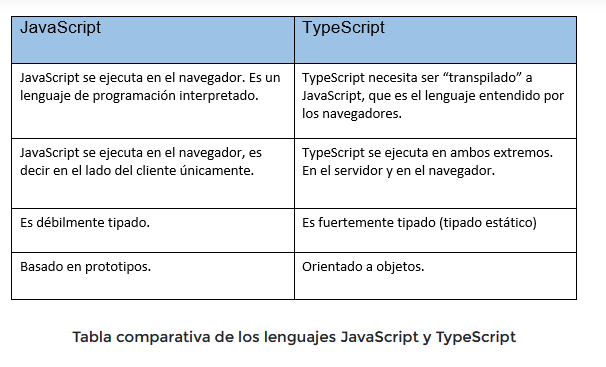 JavaScript
TypeScript
JavaScript se ejecuta en el navegador. Es un
lenguaje de programación interpretado.
TypeScript necesita ser “transpilado” a
JavaScript, que es el lenguaje entendido por
los navegadores.
JavaScript se ejecuta en el navegador, es
decir en el lado del cliente únicamente.
TypeScript se ejecuta en ambos extremos.
En el servidor y en el navegador.
Es débilmente tipado.
Es fuertemente tipado (tipado estático)
Basado en prototipos.
Orientado a objetos.
Tabla comparativa de los lenguajes JavaScript y TypeScript